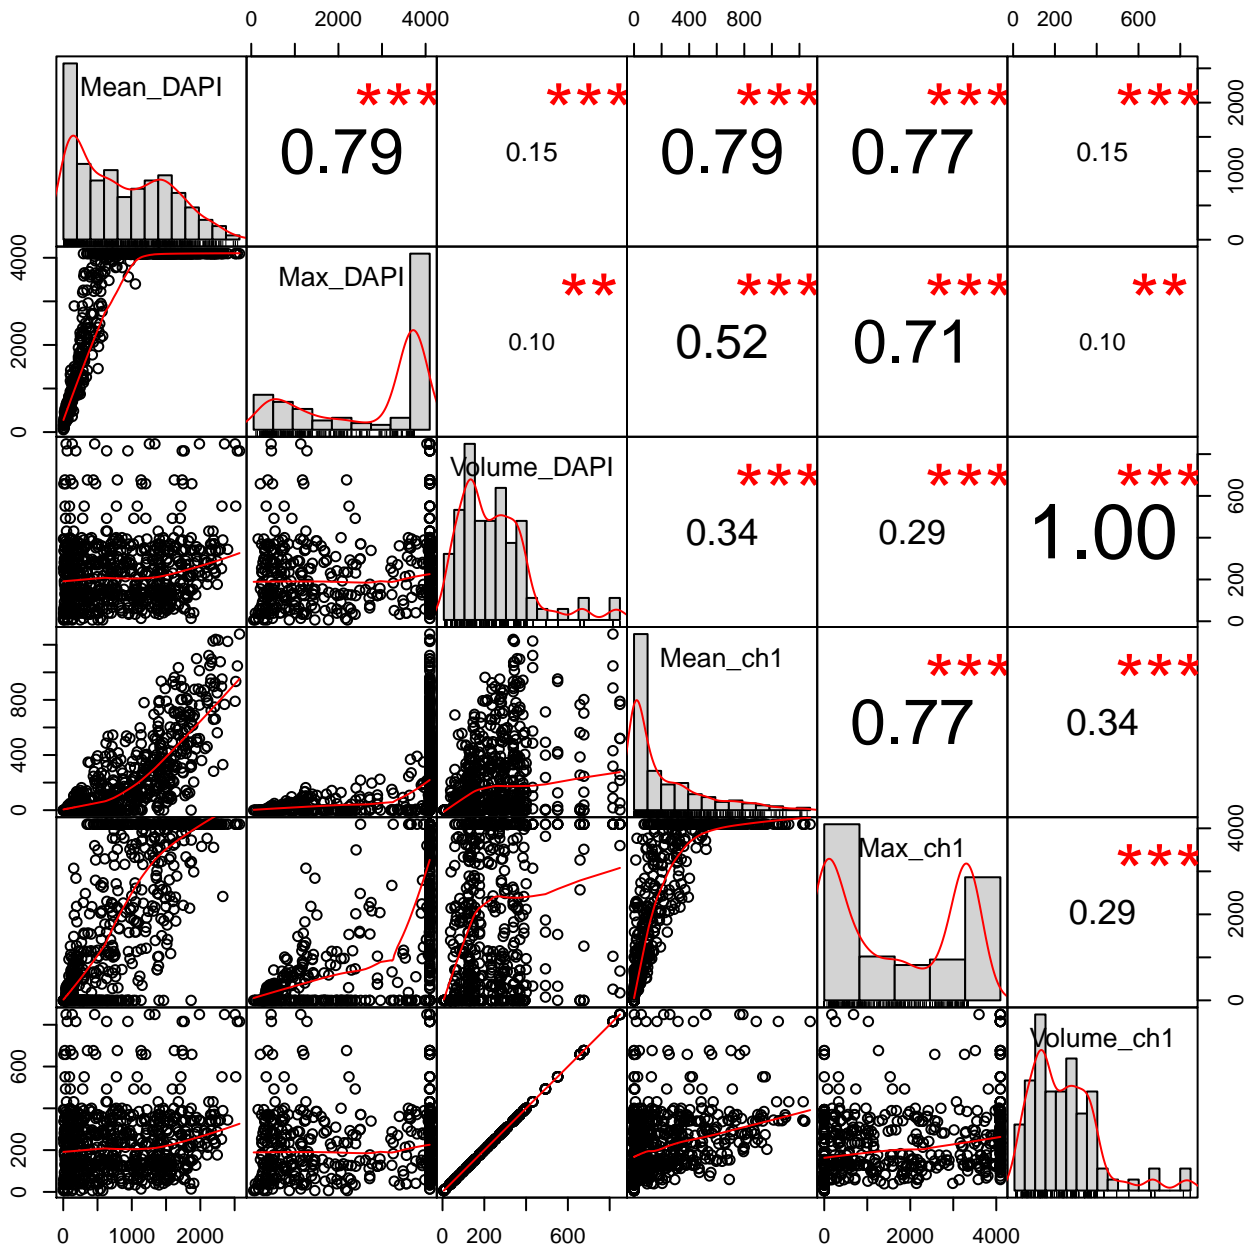 0 2000 4000 0 400 800 0 200 600
Mean_DAPI *** 0.79 *** 0.15 *** 0.79 *** 0.77 *** 0.15 0 1000 2000
0 2000 4000 Max_DAPI ** 0.10 *** 0.52 *** 0.71 ** 0.10
Volume_DAPI *** 0.34 *** 0.29 *** 1.00 0 200 600
0 400 800 Mean_ch1 *** 0.77 *** 0.34
Max_ch1 *** 0.29 0 2000 4000
0 200 600 Volume_ch1
0 1000 2000 0 200 600 0 2000 4000